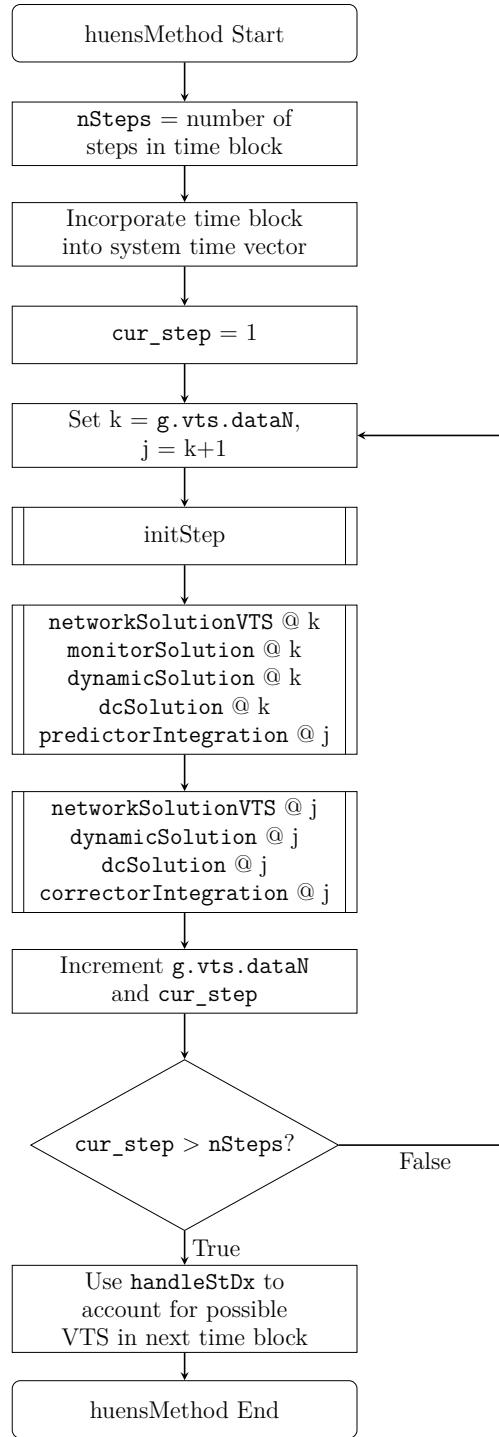 huensMethod Start
nSteps = number of
steps in time block
Incorporate time block
into system time vector
cur_step = 1
Set k = g.vts.dataN,
j = k+1
initStep
networkSolutionVTS @ k
monitorSolution @ k
dynamicSolution @ k
dcSolution @ k
predictorIntegration @ j
networkSolutionVTS @ j
dynamicSolution @ j
dcSolution @ j
correctorIntegration @ j
Increment g.vts.dataN
and cur_step
cur_step > nSteps?
False
True
Use handleStDx to
account for possible
VTS in next time block
huensMethod End